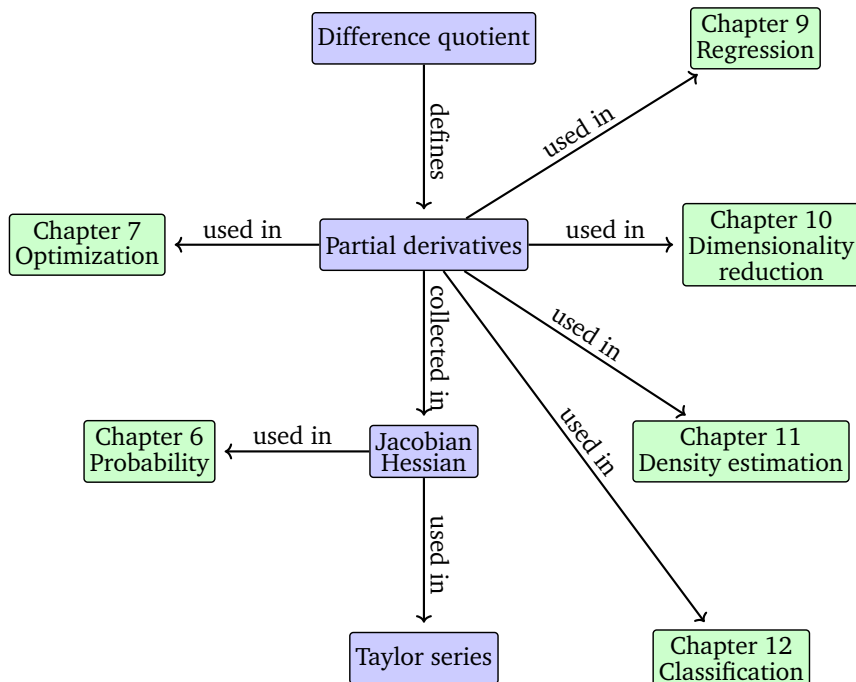 Difference quotient
Chapter 9
Regression
defines
used in
Chapter 7
Optimization
used in
Partial derivatives
used in
Chapter 10
Dimensionality
reduction
collected in
used in
used in
Chapter 6
Probability
used in
Jacobian
Hessian
Chapter 11
Density estimation
used in
Taylor series
Chapter 12
Classification